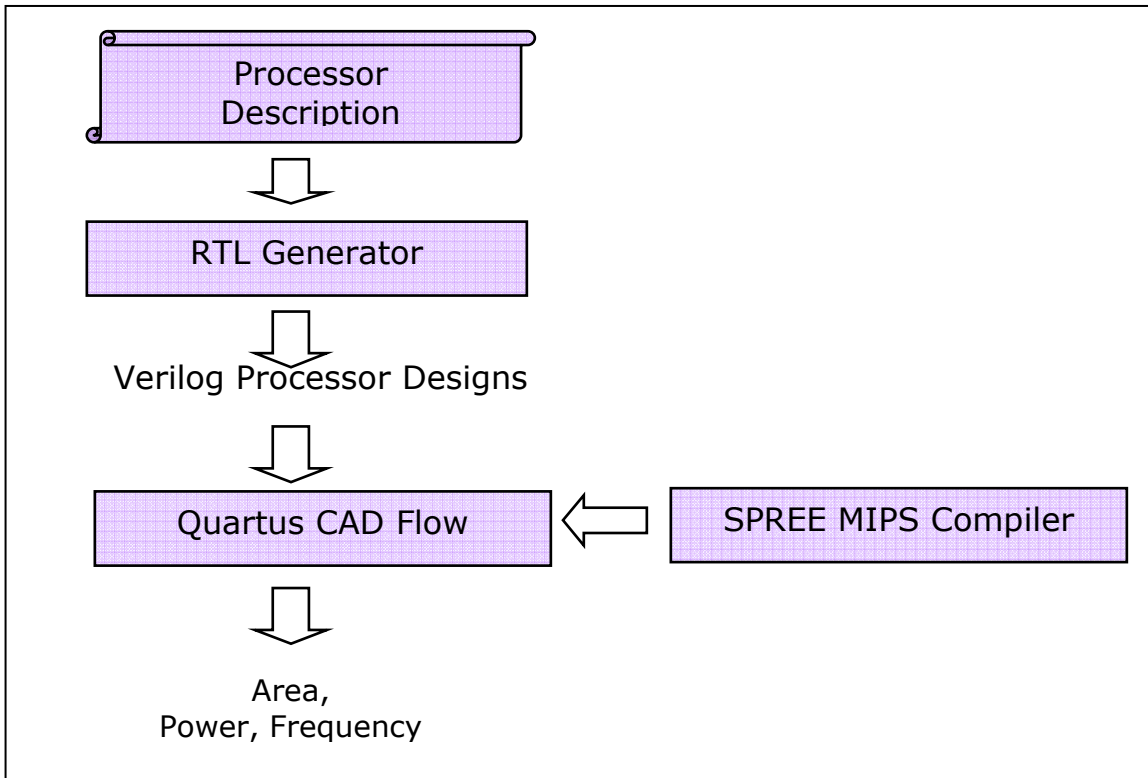 Processor
Description
RTL Generator
Verilog Processor Designs
Quartus CAD Flow
SPREE MIPS Compiler
Area,
Power, Frequency